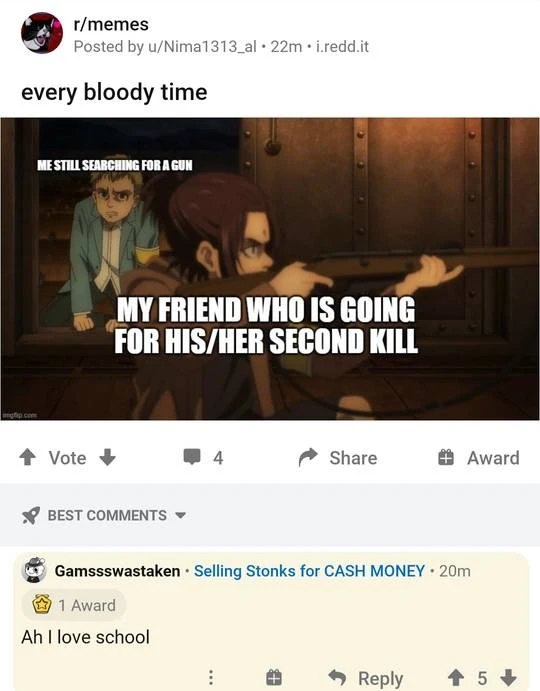 r/memes
Posted by u/Nima1313_al • 22m • i.redd.it
every bloody time
ME STILL SEARCHING FOR A GUN
MY FRIEND WHO IS GOING
FOR HIS/HER SECOND KILL
imgflip.com
Vote 4 Share Award
BEST COMMENTS
Gamssswastaken • Selling Stonks for CASH MONEY • 20m
1 Award
Ah I love school
Reply 5